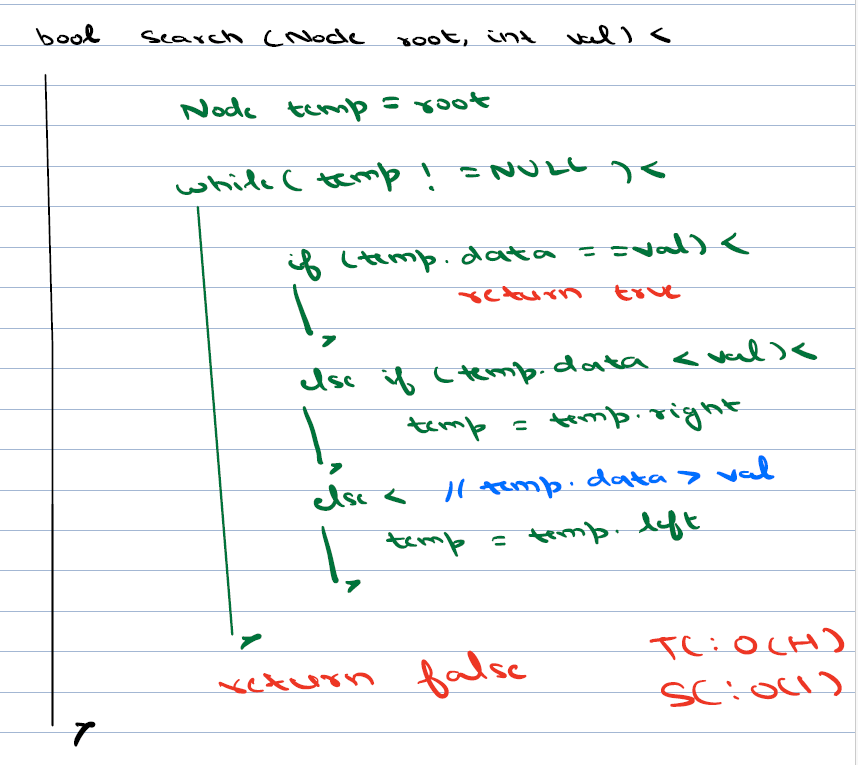 bool search (Node root, int val) <
Node temp = root
while ( temp ! = NULL ) <
if (temp. data = = val) <
return true
>
else if ( temp. data < val) <
temp = temp. right
>
else < // temp. data > val
temp = temp. left
>
>
return false
TC : O(H)
SC : O(1)
>